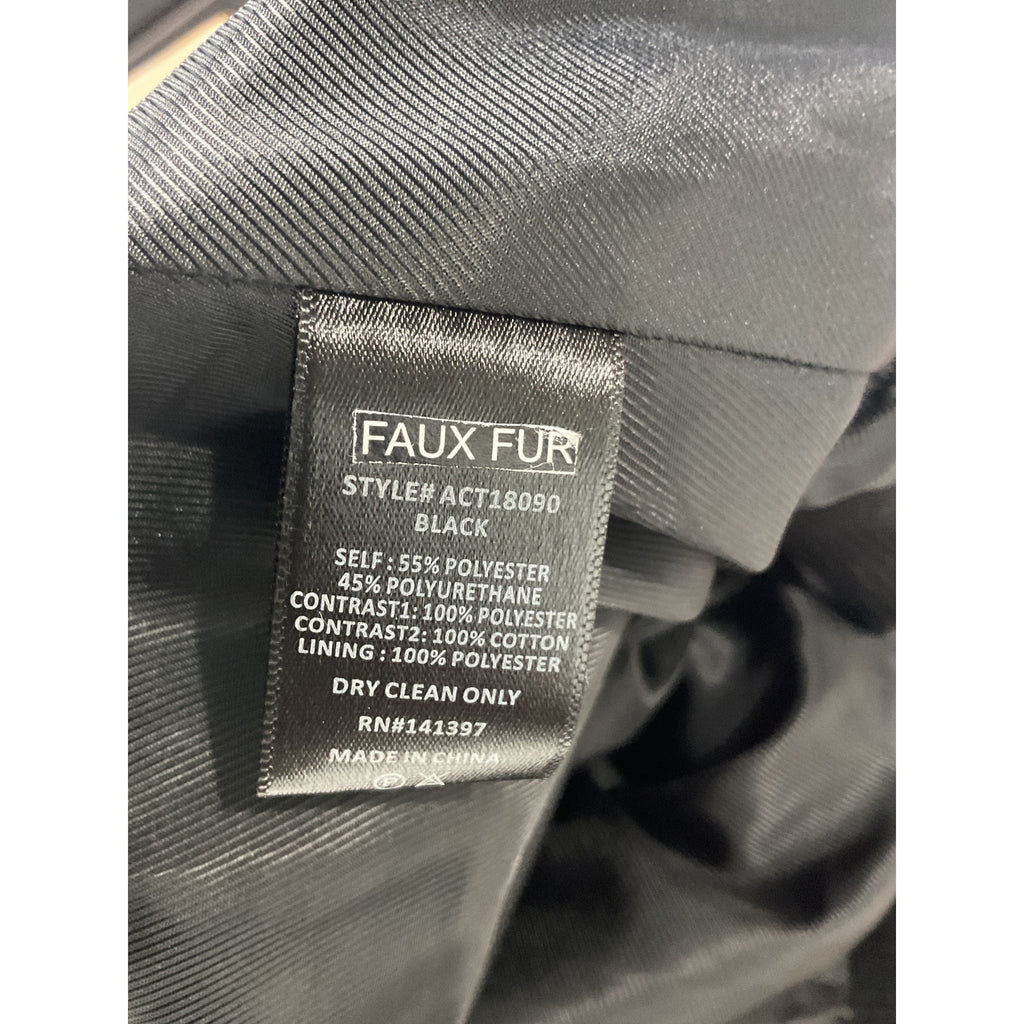 FAUX FUR
STYLE# ACT18090
BLACK
SELF : 55% POLYESTER
45% POLYURETHANE
CONTRAST1: 100% POLYESTER
CONTRAST2: 100% COTTON
LINING : 100% POLYESTER
DRY CLEAN ONLY
RN#141397
MADE IN CHINA
P